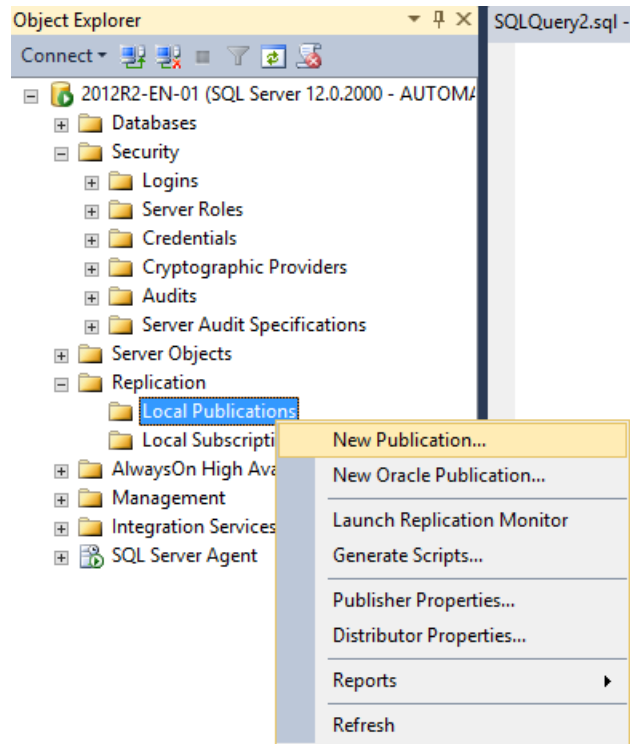 Object Explorer
SQLQuery2.sql -
Connect
2012R2-EN-01 (SQL Server 12.0.2000 - AUTOMA
Databases
Security
Logins
Server Roles
Credentials
Cryptographic Providers
Audits
Server Audit Specifications
Server Objects
Replication
Local Publications
Local Subscripti
AlwaysOn High Ava
Management
Integration Services
SQL Server Agent
New Publication...
New Oracle Publication...
Launch Replication Monitor
Generate Scripts...
Publisher Properties...
Distributor Properties...
Reports
Refresh